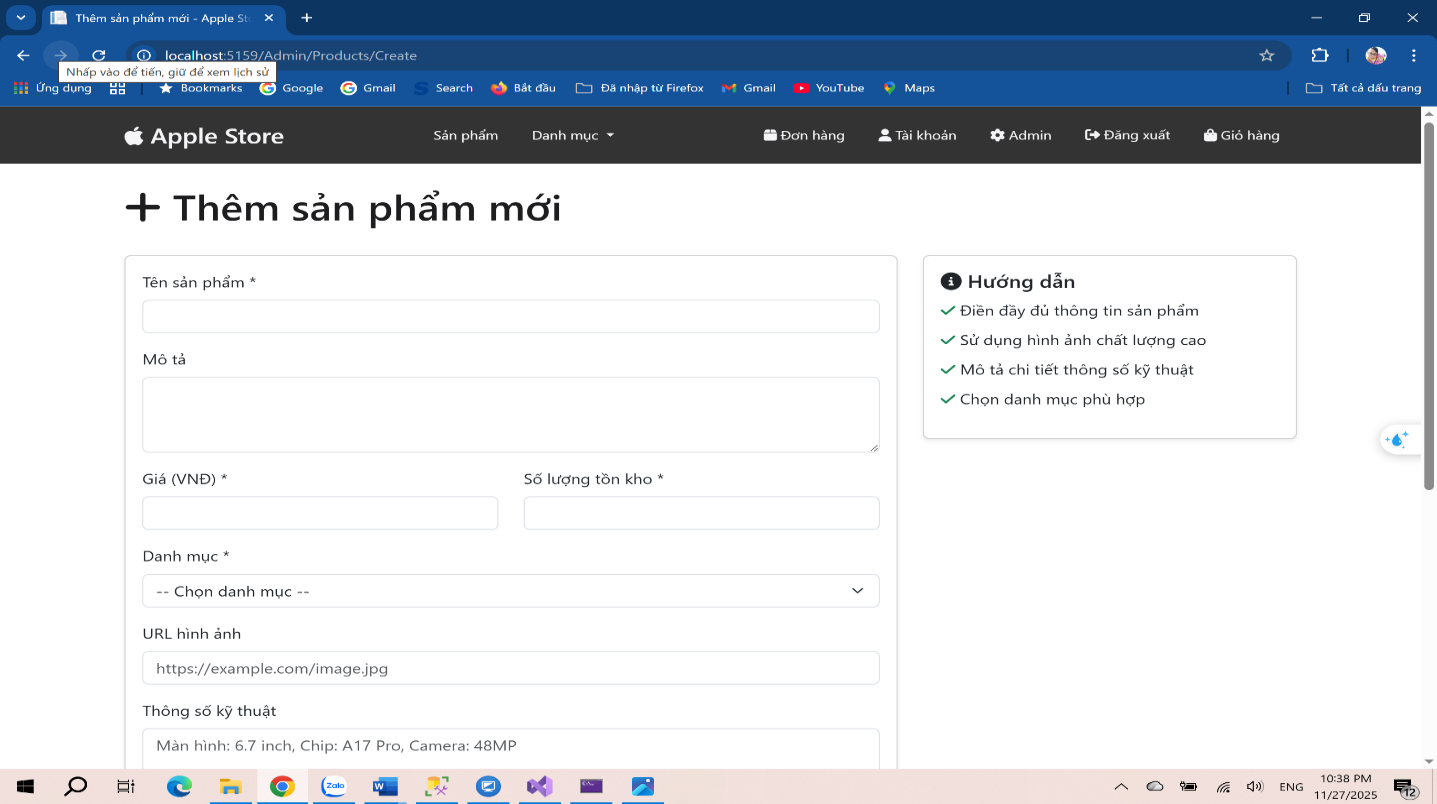 Thêm sản phẩm mới - Apple St
localhost:5159/Admin/Products/Create
Nhấp vào để tiến, giữ để xem lịch sử
Ứng dụng Bookmarks Google Gmail Search Bắt đầu Đã nhập từ Firefox Gmail YouTube Maps Tất cả dấu trang
Apple Store Sản phẩm Danh mục Đơn hàng Tài khoản Admin Đăng xuất Giỏ hàng
Thêm sản phẩm mới
Tên sản phẩm *
Mô tả
Giá (VNĐ) * Số lượng tồn kho *
Danh mục *
-- Chọn danh mục --
URL hình ảnh
https://example.com/image.jpg
Thông số kỹ thuật
Màn hình: 6.7 inch, Chip: A17 Pro, Camera: 48MP
Hướng dẫn
Điền đầy đủ thông tin sản phẩm
Sử dụng hình ảnh chất lượng cao
Mô tả chi tiết thông số kỹ thuật
Chọn danh mục phù hợp
Zalo
ENG
10:38 PM
11/27/2025
12